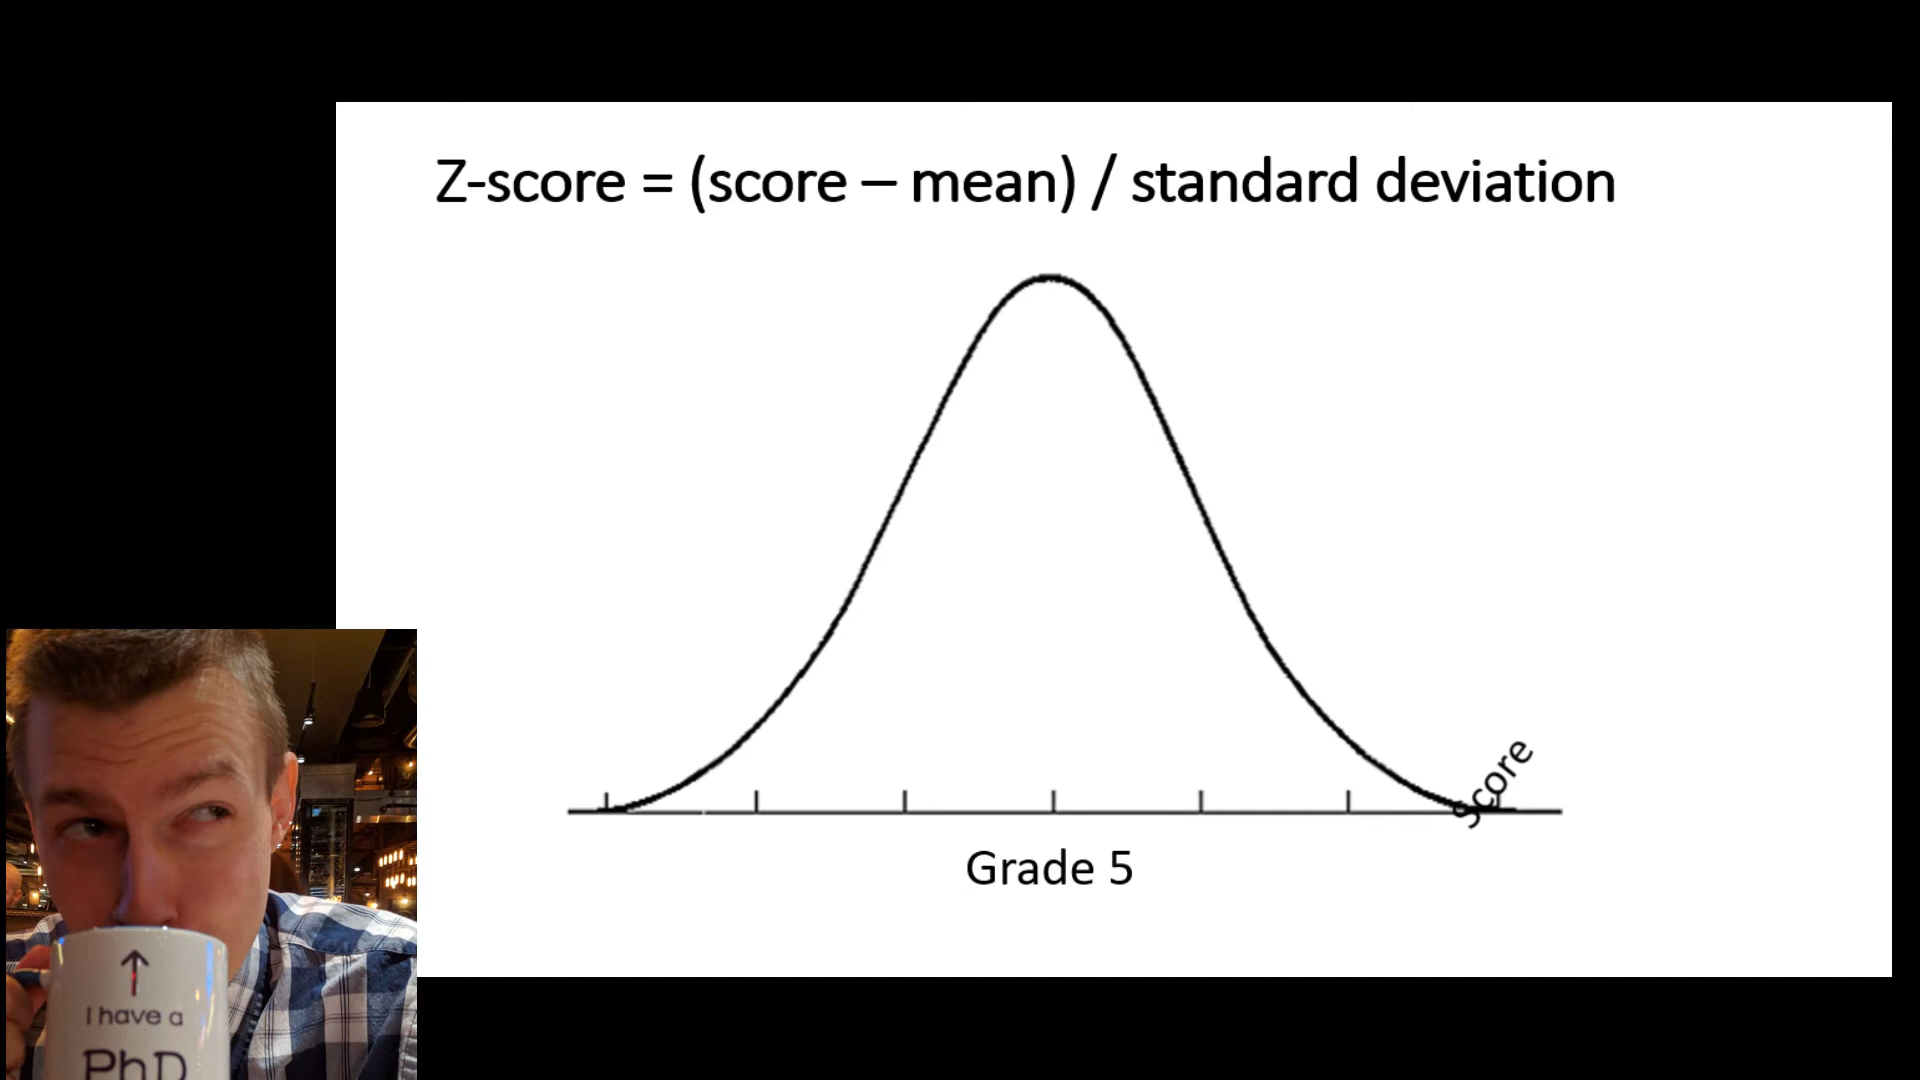 Z-score = (score – mean) / standard deviation
Score
Grade 5
I have a
PhD